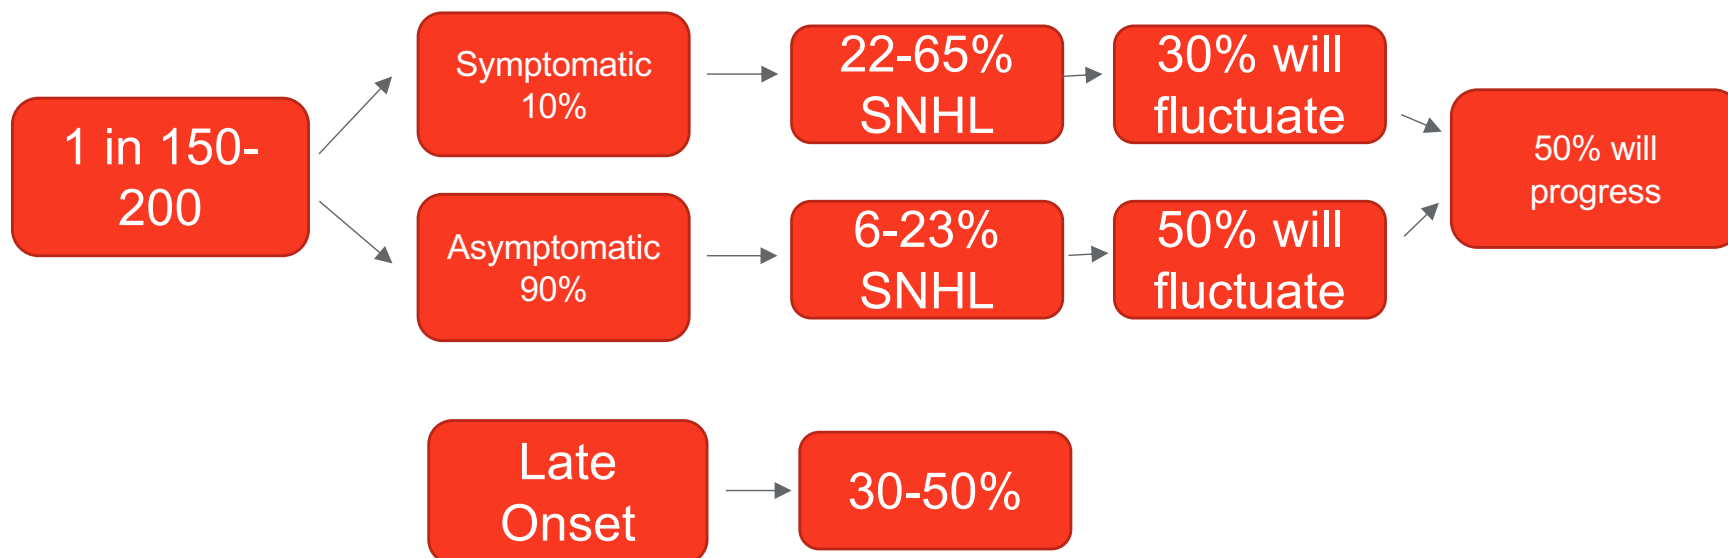 1 in 150-
200
Symptomatic
10%
22-65%
SNHL
30% will
fluctuate
Asymptomatic
90%
6-23%
SNHL
50% will
fluctuate
50% will
progress
Late
Onset
30-50%